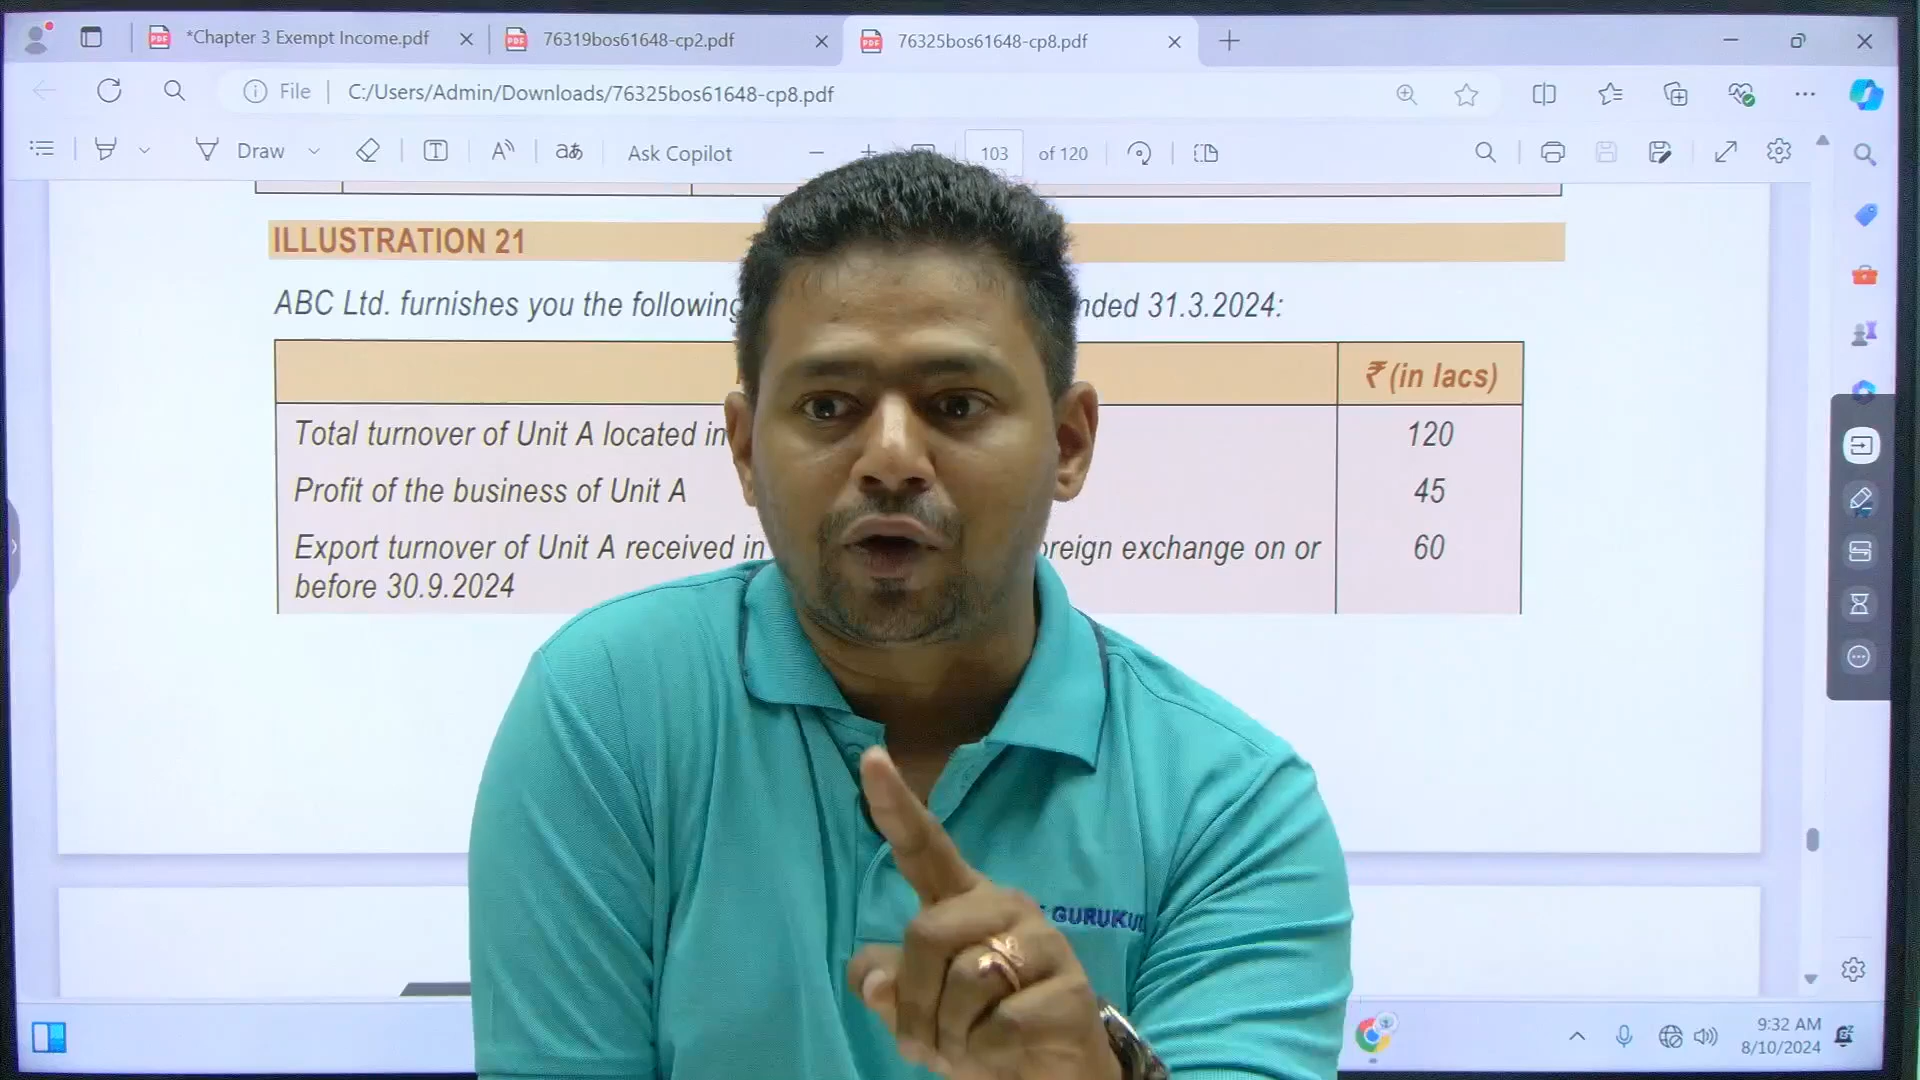 *Chapter 3 Exempt Income.pdf
76319bos61648-cp2.pdf
76325bos61648-cp8.pdf
File
C:/Users/Admin/Downloads/76325bos61648-cp8.pdf
Draw
Ask Copilot
103 of 120
ILLUSTRATION 21
ABC Ltd. furnishes you the following 31.3.2024:
₹ (in lacs)
Total turnover of Unit A located in 120
Profit of the business of Unit A 45
Export turnover of Unit A received in exchange on or 60
before 30.9.2024
GURUKUL
9:32 AM
8/10/2024